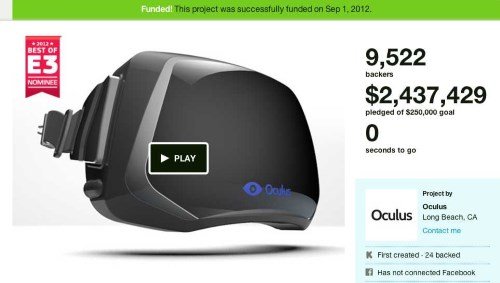 Funded! This project was successfully funded on Sep 1, 2012.
★ 2012 ★
BEST OF
E3
NOMINEE
PLAY
Oculus
9,522
backers
$2,437,429
pledged of $250,000 goal
0
seconds to go
Oculus
Project by
Oculus
Long Beach, CA
Contact me
K First created · 24 backed
f Has not connected Facebook